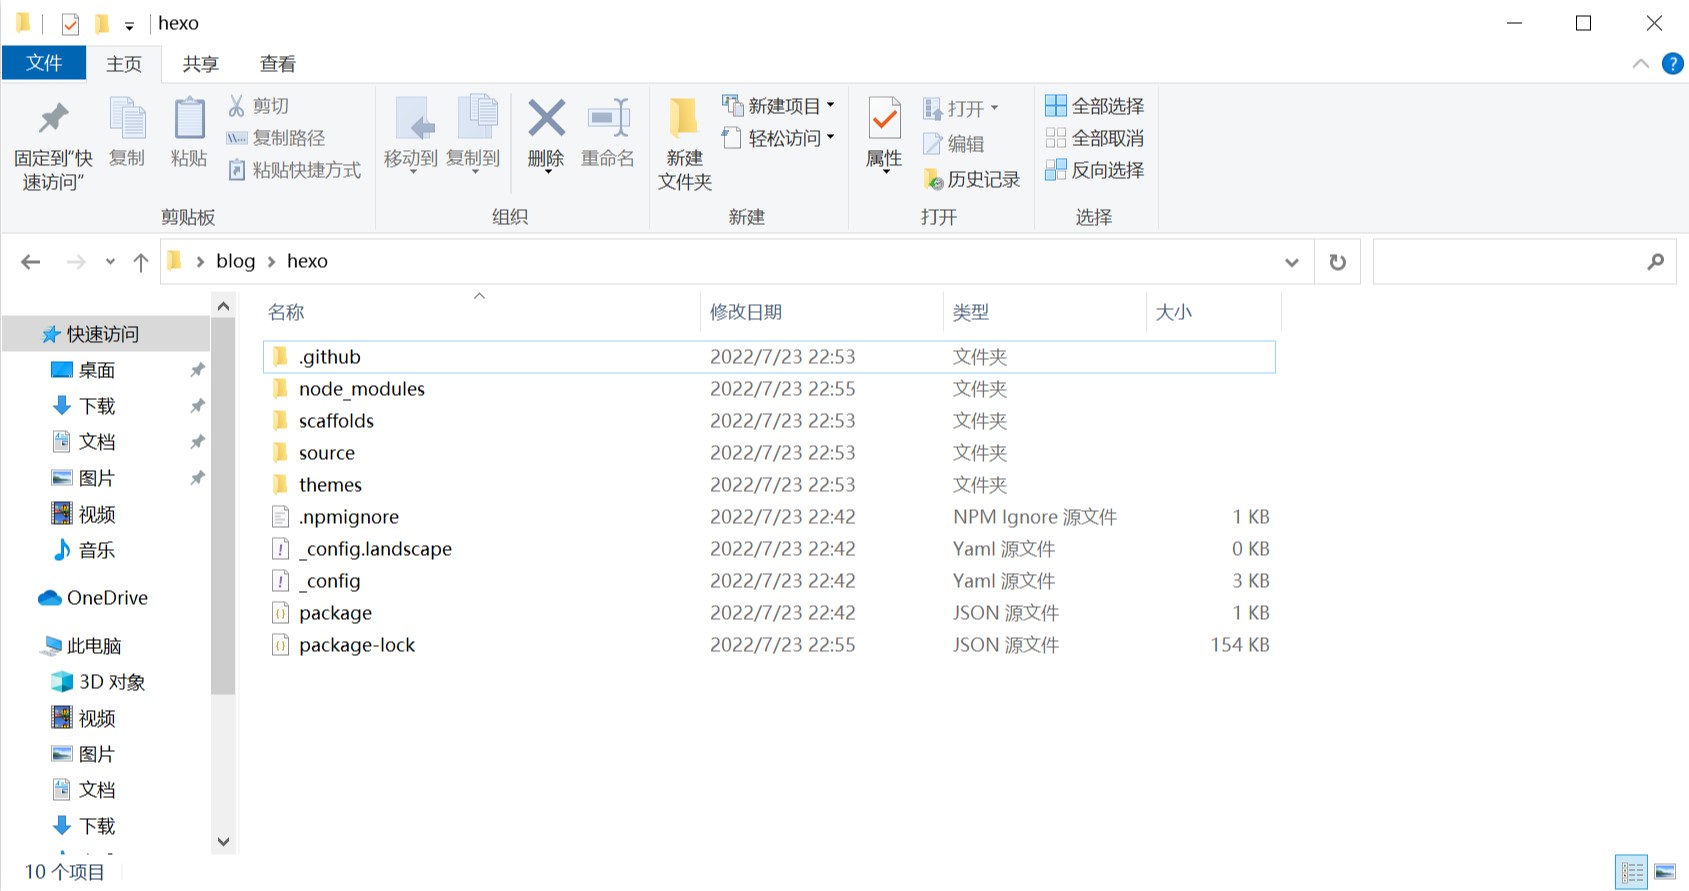 hexo
文件 主页 共享 查看
固定到“快速访问”
复制
粘贴
剪切
复制路径
粘贴快捷方式
剪贴板
移动到
复制到
删除
重命名
组织
新建文件夹
新建项目
轻松访问
新建
属性
打开
编辑
历史记录
打开
全部选择
全部取消
反向选择
选择
blog hexo
快速访问
桌面
下载
文档
图片
视频
音乐
OneDrive
此电脑
3D 对象
视频
图片
文档
下载
名称 修改日期 类型 大小
.github 2022/7/23 22:53 文件夹
node_modules 2022/7/23 22:55 文件夹
scaffolds 2022/7/23 22:53 文件夹
source 2022/7/23 22:53 文件夹
themes 2022/7/23 22:53 文件夹
.npmignore 2022/7/23 22:42 NPM Ignore 源文件 1 KB
_config.landscape 2022/7/23 22:42 Yaml 源文件 0 KB
_config 2022/7/23 22:42 Yaml 源文件 3 KB
package 2022/7/23 22:42 JSON 源文件 1 KB
package-lock 2022/7/23 22:55 JSON 源文件 154 KB
10 个项目